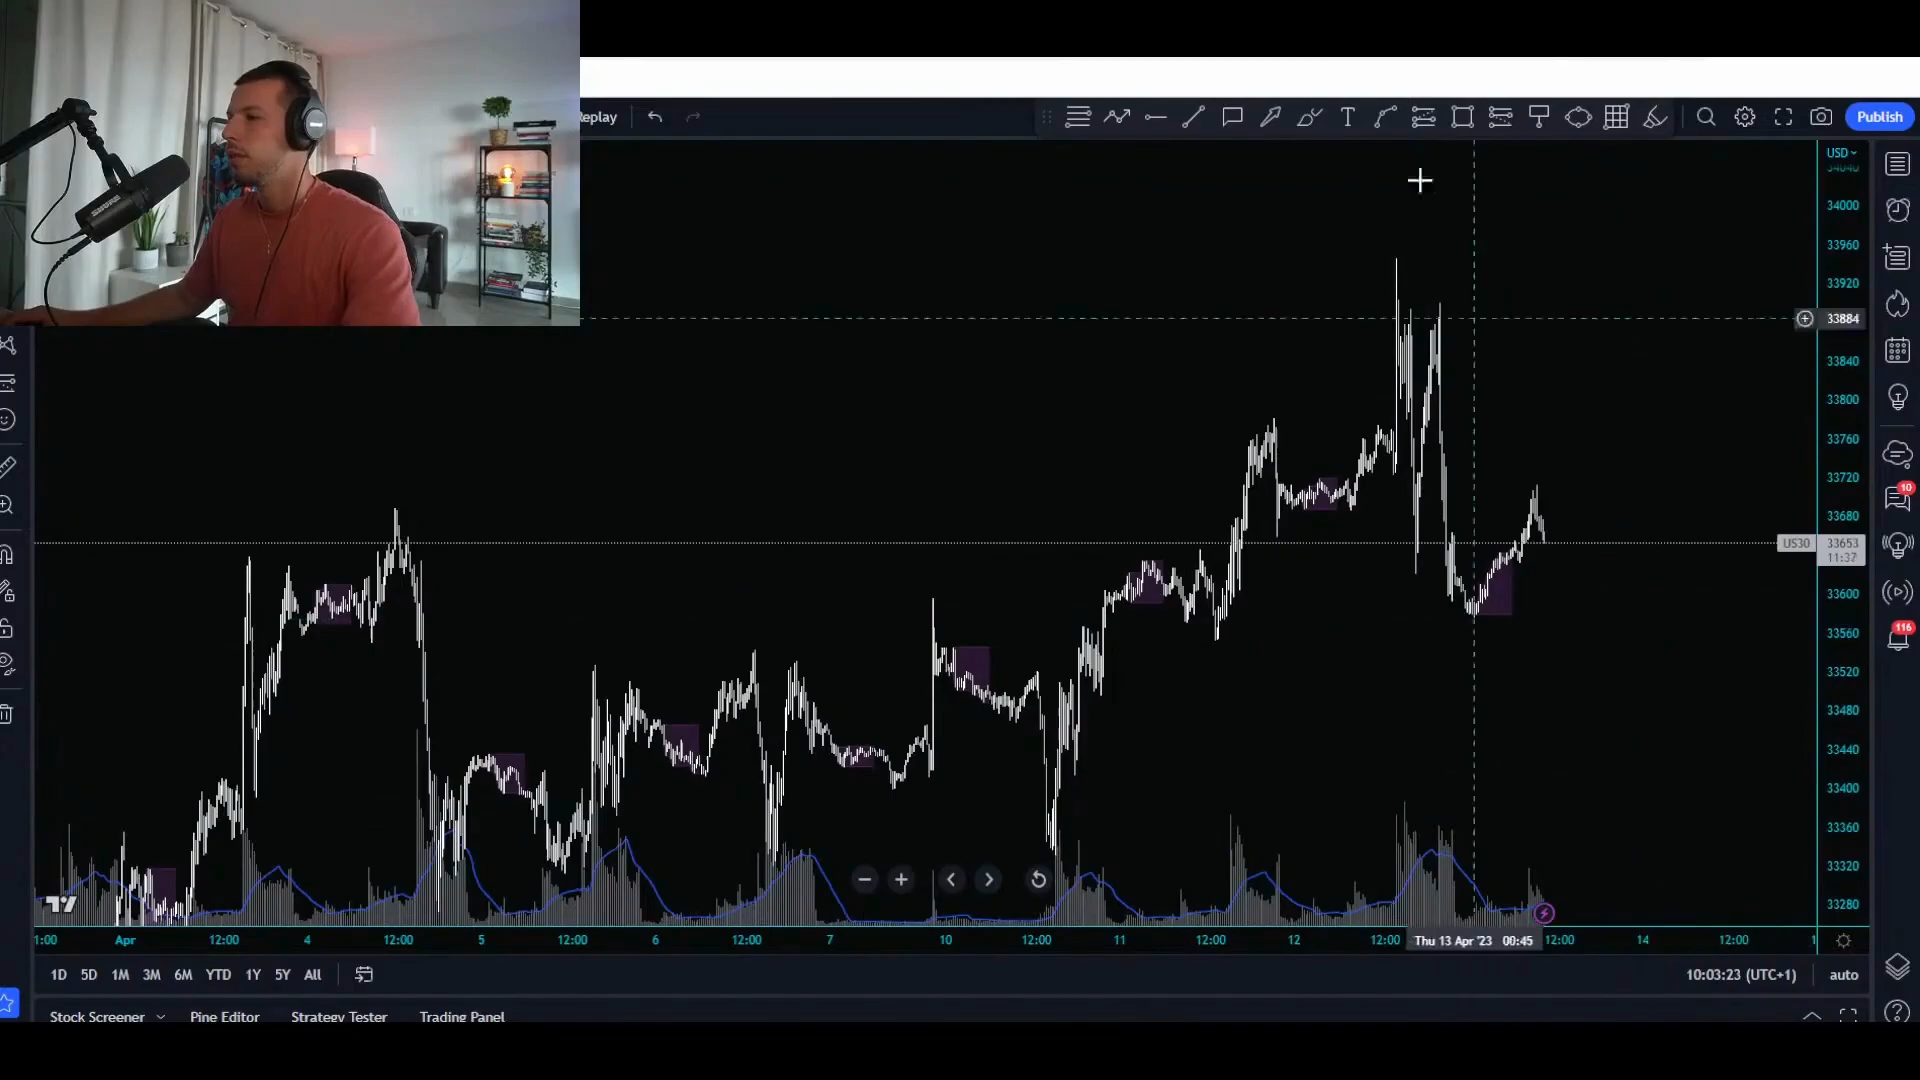 SHURE
Replay
T
Publish
USD
34040
34000
33960
33920
33884
33840
33800
33760
33720
33680
US30 33653
11:37
33600
33560
33520
33480
33440
33400
33360
33320
33280
10
116
1:00 Apr 12:00 4 12:00 5 12:00 6 12:00 7 10 12:00 11 12:00 12 12:00 Thu 13 Apr '23 00:45 12:00 14 12:00 1
1D 5D 1M 3M 6M YTD 1Y 5Y All 10:03:23 (UTC+1) auto
Stock Screener Pine Editor Strategy Tester Trading Panel